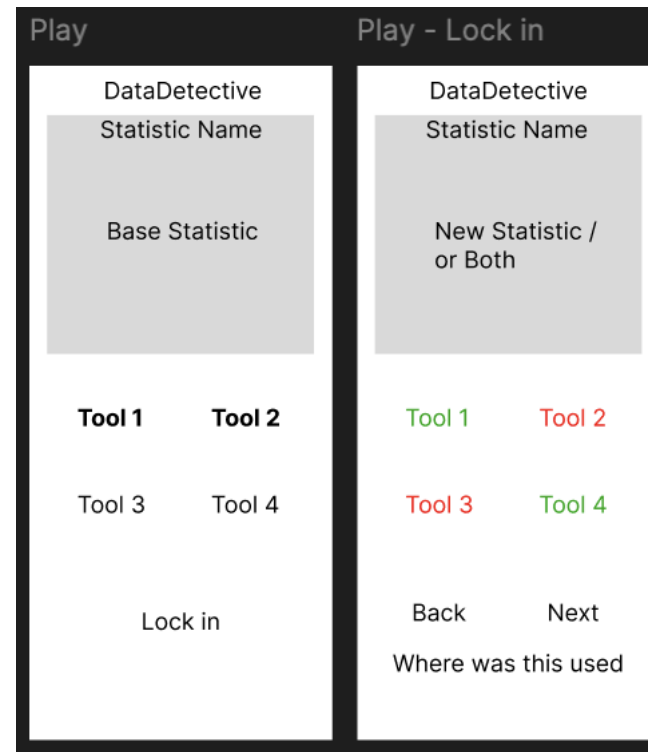 Play
DataDetective
Statistic Name
Base Statistic
Tool 1
Tool 2
Tool 3
Tool 4
Lock in
Play - Lock in
DataDetective
Statistic Name
New Statistic /
or Both
Tool 1
Tool 2
Tool 3
Tool 4
Back
Next
Where was this used